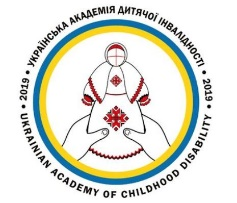 УКРАЇНСЬКА АКАДЕМІЯ ДИТЯЧОЇ ІНВАЛІДНОСТІ
• 2019 •
• 2019 •
UKRAINIAN ACADEMY OF CHILDHOOD DISABILITY